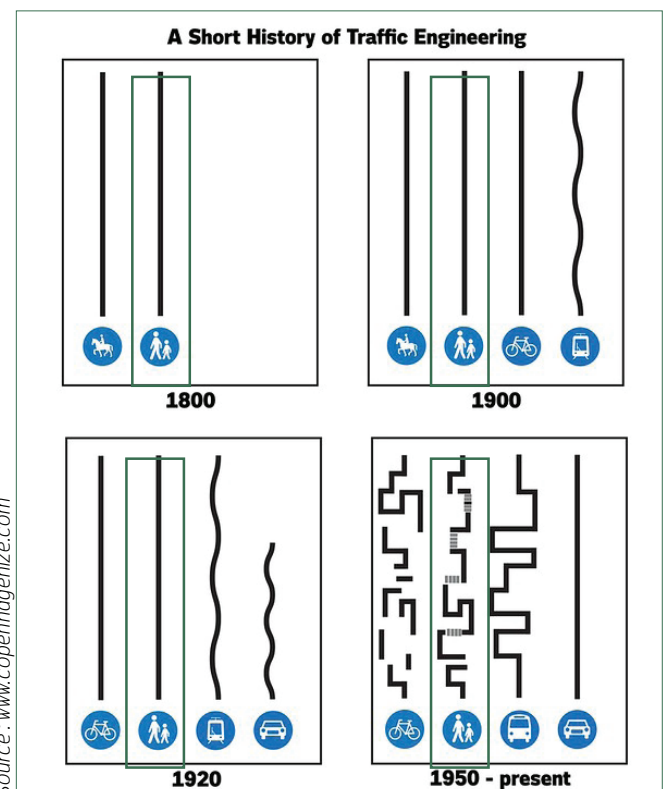 A Short History of Traffic Engineering
1800
1900
1920
1950 - present
Source : www.copenhagenize.com